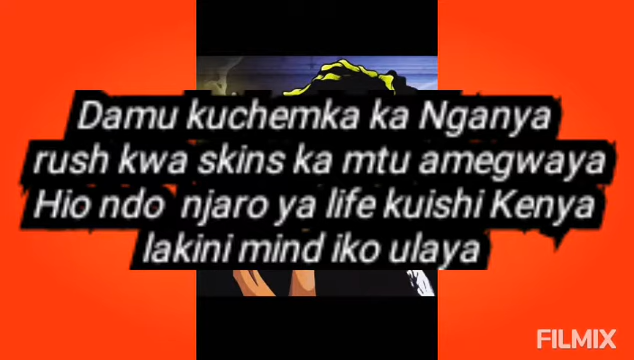 Damu kuchemka ka Nganya
rush kwa skins ka mtu amegwaya
Hio ndo njaro ya life kuishi Kenya
lakini mind iko ulaya
FILMIX